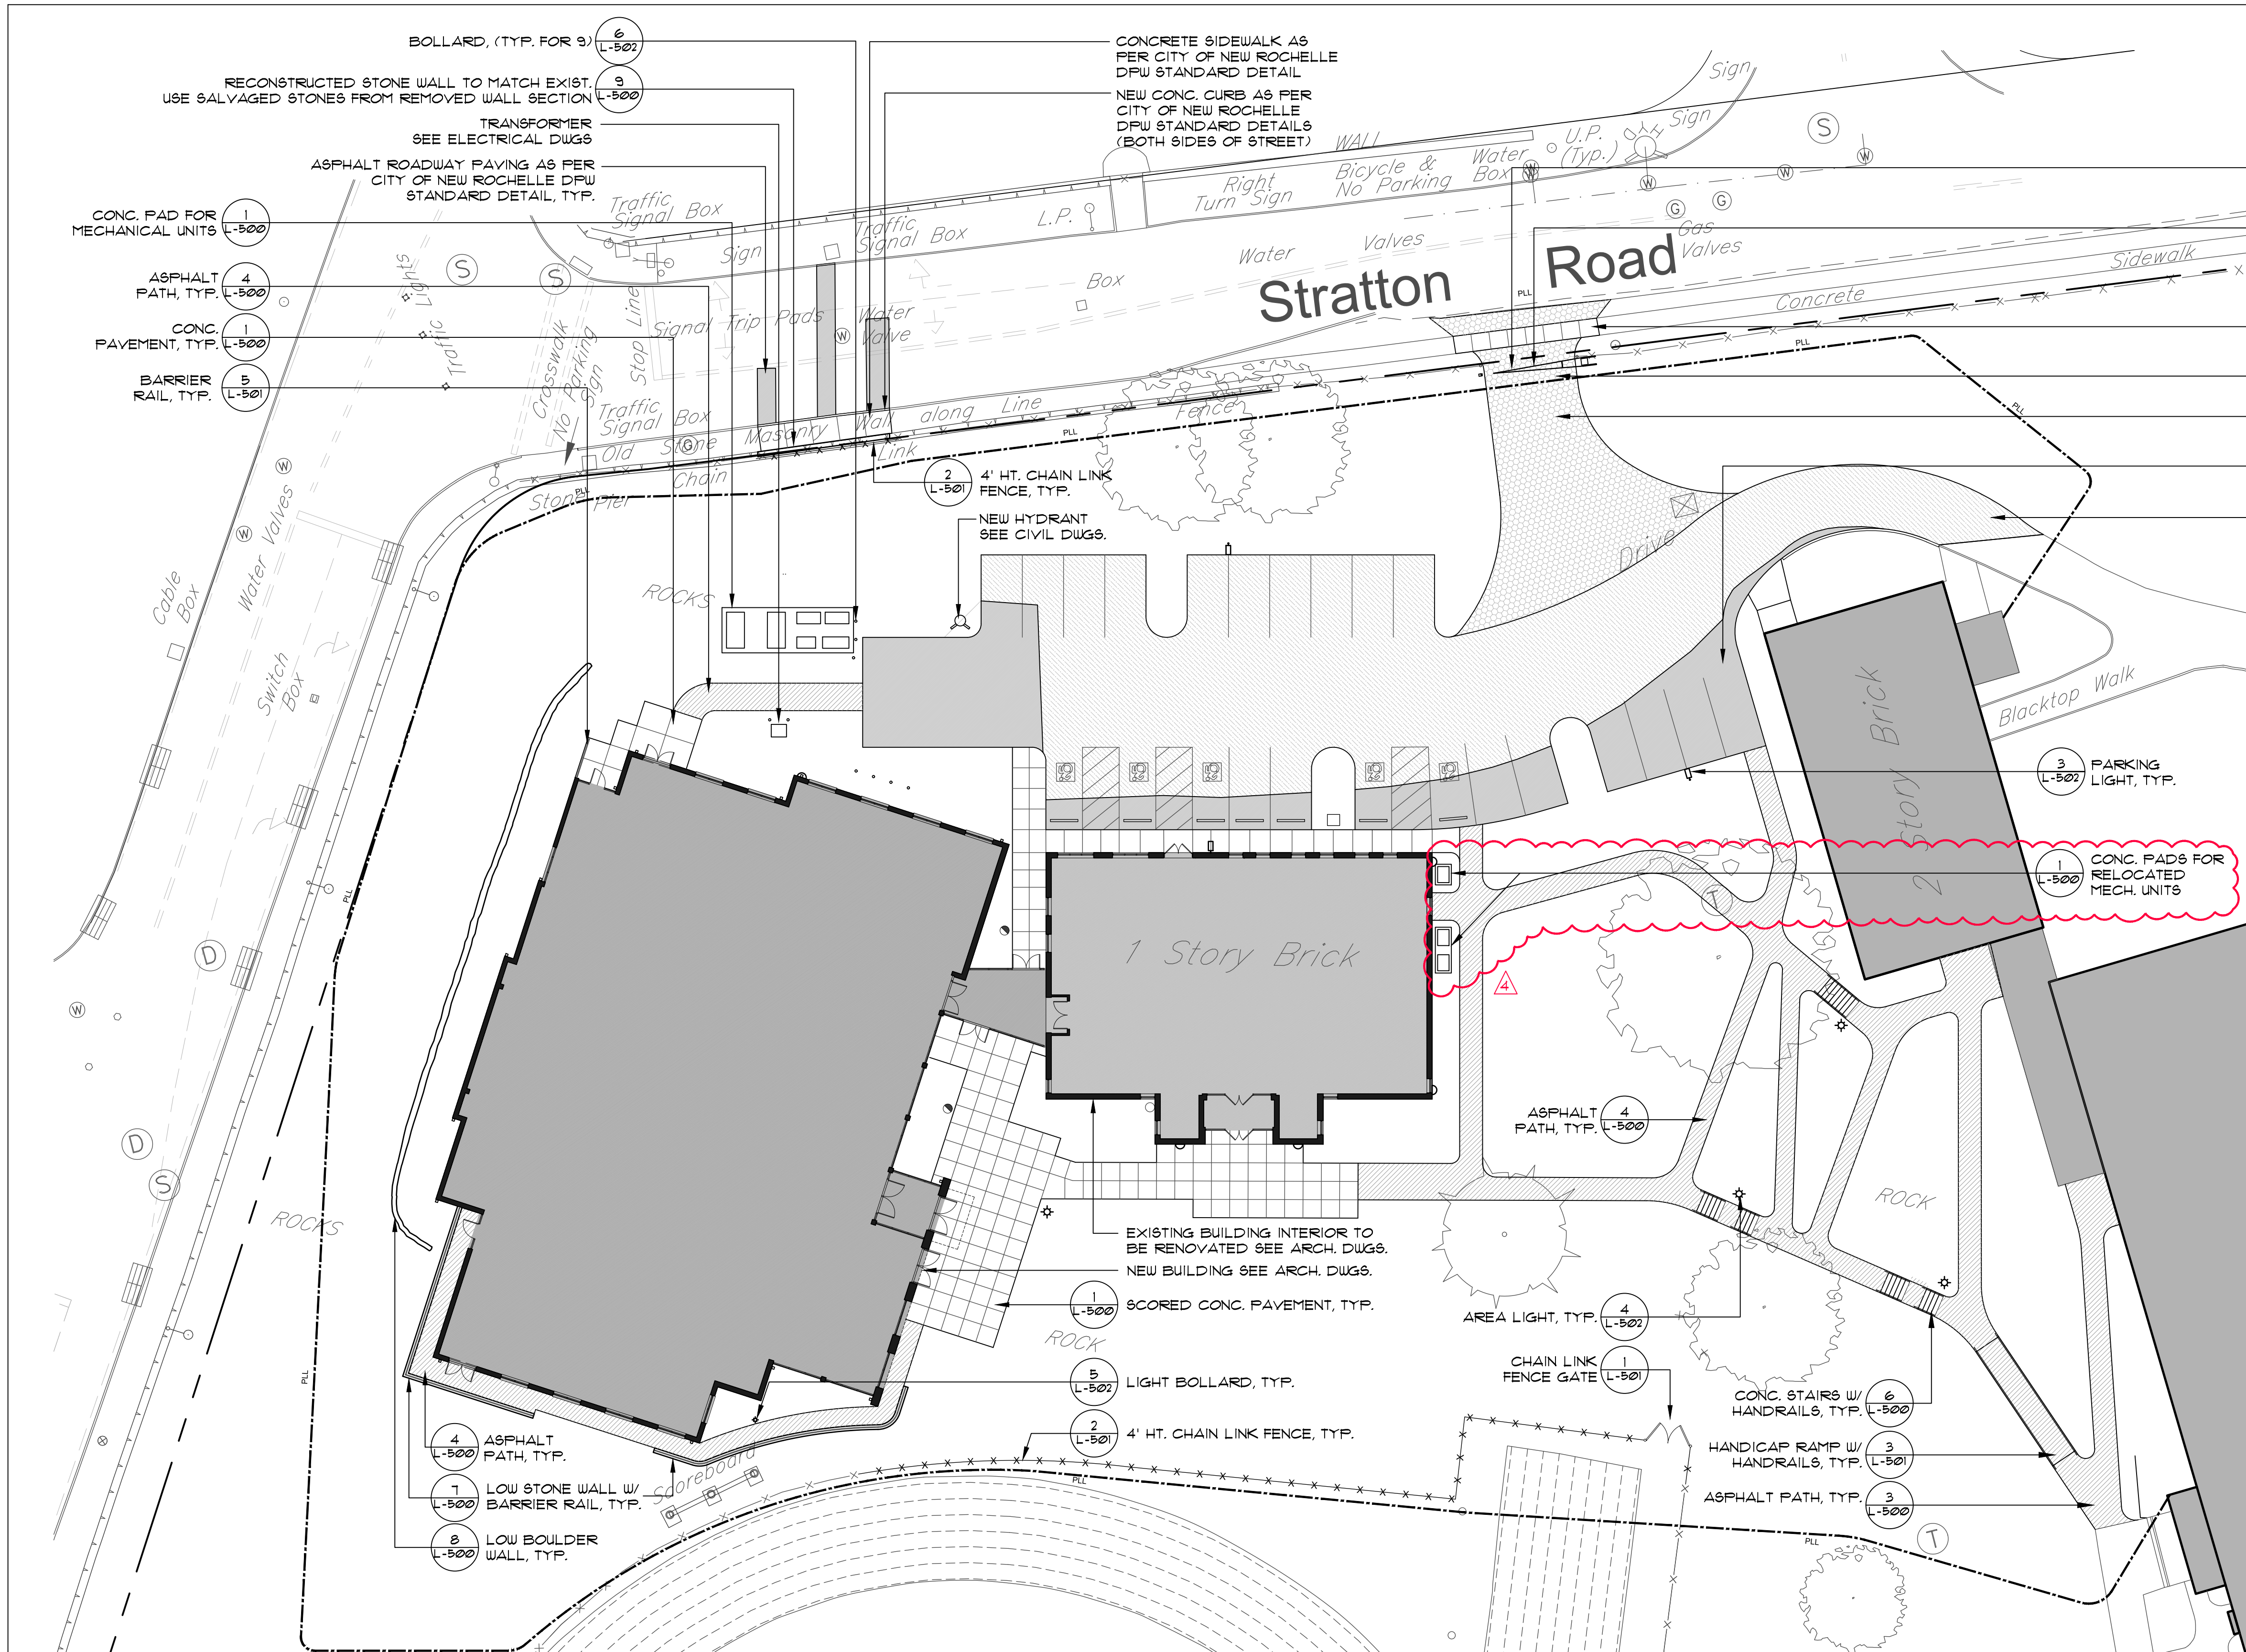 BOLLARD, (TYP. FOR 9)
6
L-502
RECONSTRUCTED STONE WALL TO MATCH EXIST.
USE SALVAGED STONES FROM REMOVED WALL SECTION
9
L-500
TRANSFORMER
SEE ELECTRICAL DWGS
ASPHALT ROADWAY PAVING AS PER
CITY OF NEW ROCHELLE DPW
STANDARD DETAIL, TYP.
CONC. PAD FOR
MECHANICAL UNITS
1
L-500
ASPHALT
PATH, TYP.
4
L-500
CONC.
PAVEMENT, TYP.
1
L-500
BARRIER
RAIL, TYP.
5
L-501
CONCRETE SIDEWALK AS
PER CITY OF NEW ROCHELLE
DPW STANDARD DETAIL
NEW CONC. CURB AS PER
CITY OF NEW ROCHELLE
DPW STANDARD DETAILS
(BOTH SIDES OF STREET)
Sign
Sign
S
WALL
U.P.
(Typ.)
Bicycle &
No Parking
Water
Box
W
W
W
W
Right
Turn Sign
G
G
Gas
Valves
L.P.
Traffic
Signal Box
Sign
Traffic
Signal Box
Water
Valves
Box
Stratton Road
PLL
Concrete
Sidewalk
S
S
Traffic Lights
Crosswalk
No Parking
Sign
Stop Line
Signal Trip Pads
Water
Valve
W
Traffic
Signal Box
G
Old Stone Masonry Wall along Line
Chain Link Fence
Stone Pier
PLL
PLL
PLL
PLL
2
L-501
4' HT. CHAIN LINK
FENCE, TYP.
NEW HYDRANT
SEE CIVIL DWGS.
Drive
W
W
Water Valves
Cable
Box
Switch
Box
ROCKS
2 Story Brick
Blacktop Walk
3
L-502
PARKING
LIGHT, TYP.
1
L-500
CONC. PADS FOR
RELOCATED
MECH. UNITS
T
4
1 Story Brick
PLL
D
W
D
S
ROCKS
ASPHALT
PATH, TYP.
4
L-500
ROCK
EXISTING BUILDING INTERIOR TO
BE RENOVATED SEE ARCH. DWGS.
NEW BUILDING SEE ARCH. DWGS.
1
L-500
SCORED CONC. PAVEMENT, TYP.
ROCK
AREA LIGHT, TYP.
4
L-502
CHAIN LINK
FENCE GATE
1
L-501
5
L-502
LIGHT BOLLARD, TYP.
2
L-501
4' HT. CHAIN LINK FENCE, TYP.
CONC. STAIRS W/
HANDRAILS, TYP.
6
L-500
HANDICAP RAMP W/
HANDRAILS, TYP.
3
L-501
ASPHALT PATH, TYP.
3
L-500
PLL
4
L-500
ASPHALT
PATH, TYP.
7
L-500
LOW STONE WALL W/
BARRIER RAIL, TYP.
8
L-500
LOW BOULDER
WALL, TYP.
Scoreboard
PLL
PLL
T